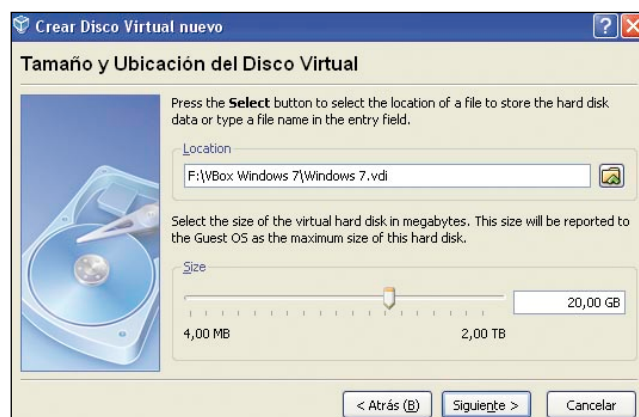 Crear Disco Virtual nuevo
Tamaño y Ubicación del Disco Virtual
Press the Select button to select the location of a file to store the hard disk
data or type a file name in the entry field.
Location
F:\VBox Windows 7\Windows 7.vdi
Select the size of the virtual hard disk in megabytes. This size will be reported to
the Guest OS as the maximum size of this hard disk.
Size
20,00 GB
4,00 MB 2,00 TB
< Atrás (B) Siguiente > Cancelar